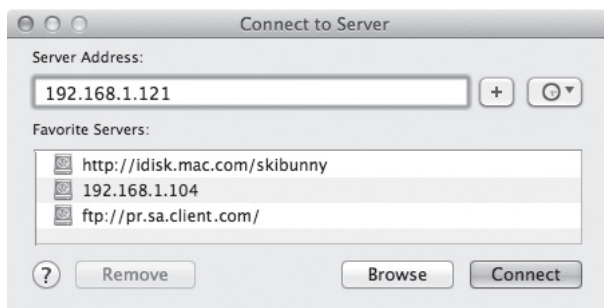 Connect to Server
Server Address:
192.168.1.121
+
Favorite Servers:
http://idisk.mac.com/skibunny
192.168.1.104
ftp://pr.sa.client.com/
? Remove Browse Connect